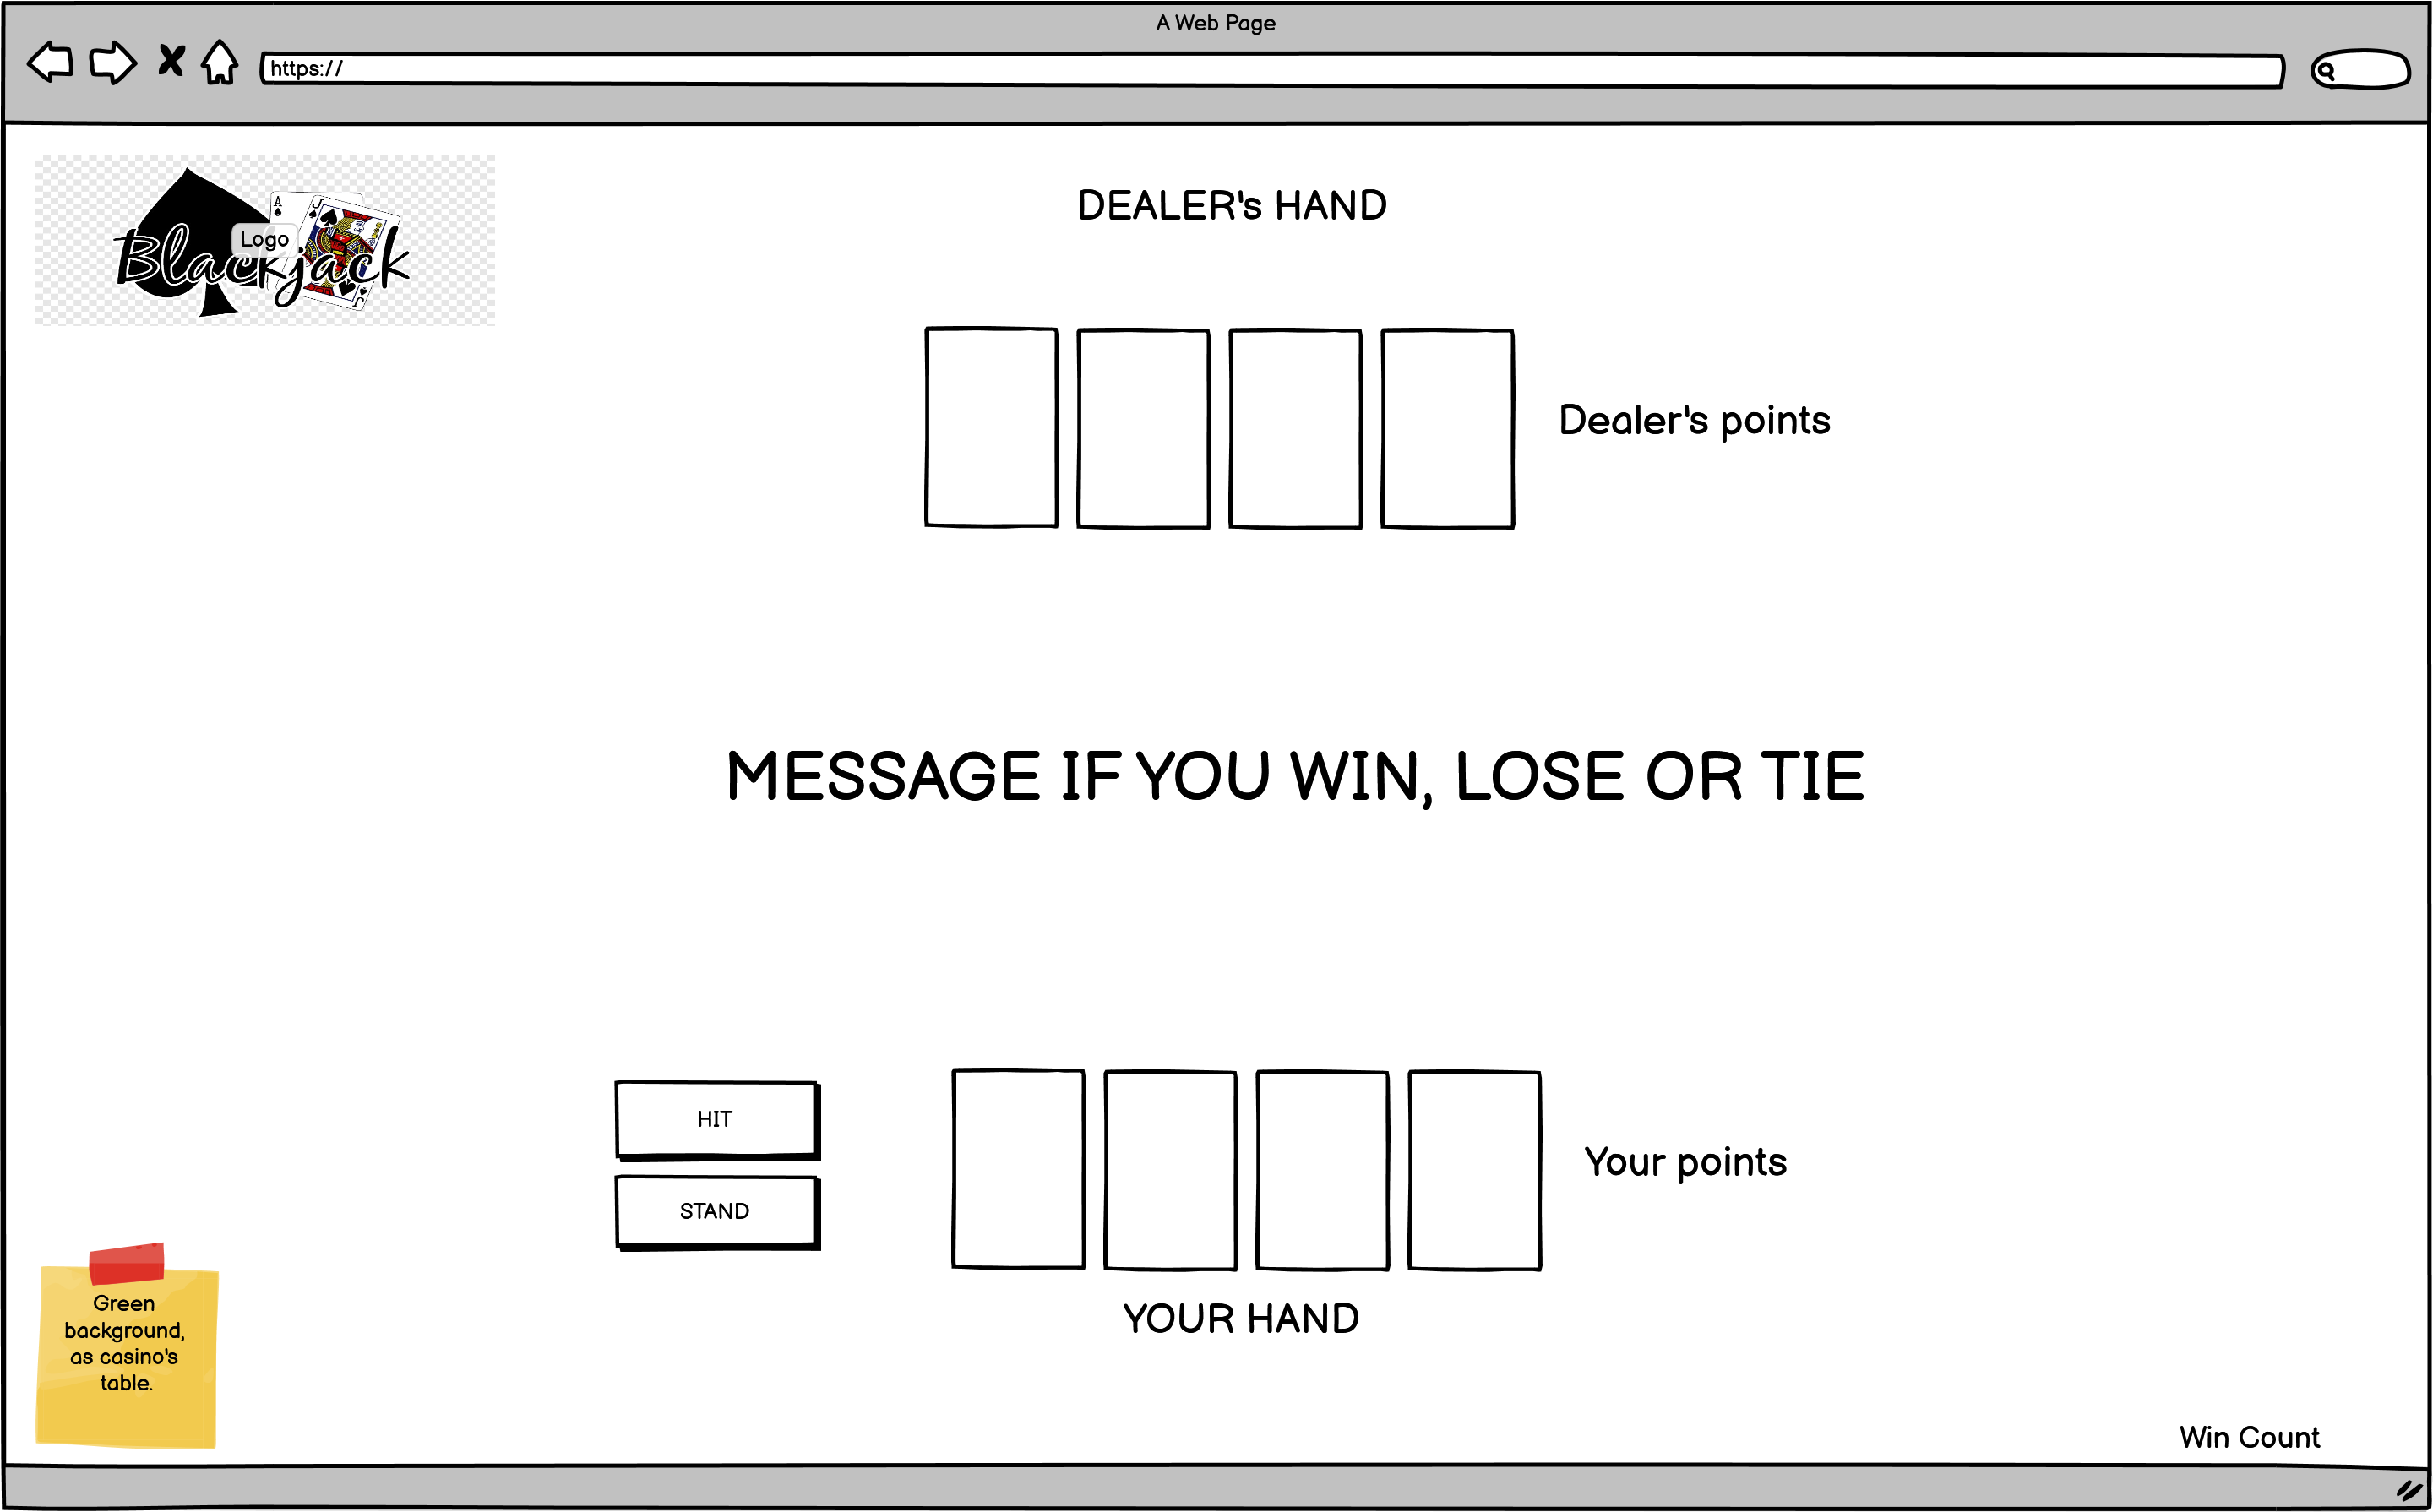 A Web Page
https://
A
J
Blackjack
Logo
J
DEALER's HAND
Dealer's points
MESSAGE IF YOU WIN, LOSE OR TIE
HIT
STAND
Your points
YOUR HAND
Green
background,
as casino's
table.
Win Count